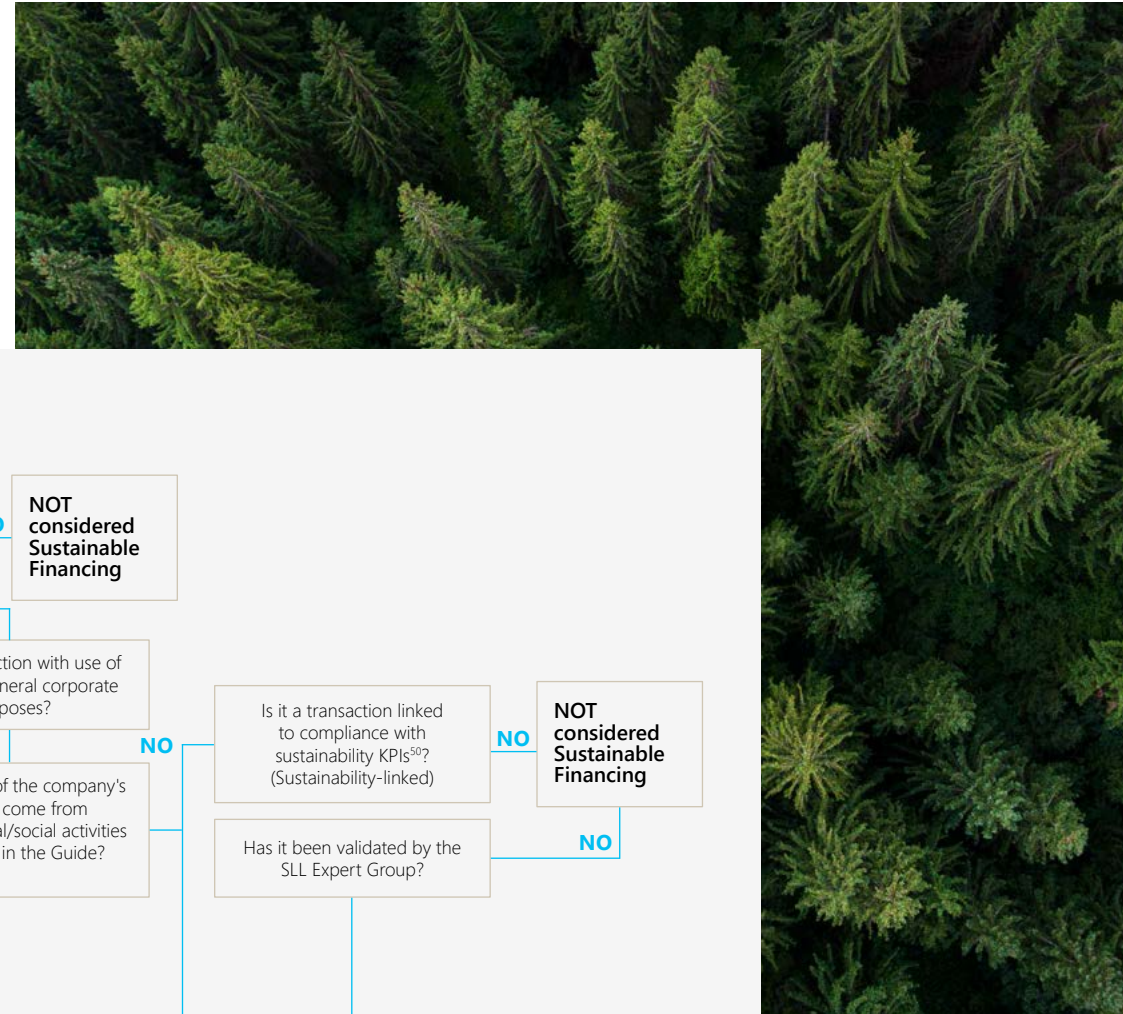 NOT
considered
Sustainable
Financing
ction with use of
neral corporate
poses?
NO
of the company's
come from
al/social activities
in the Guide?
Is it a transaction linked
to compliance with
sustainability KPIs50?
(Sustainability-linked)
NO
NOT
considered
Sustainable
Financing
Has it been validated by the
SLL Expert Group?
NO